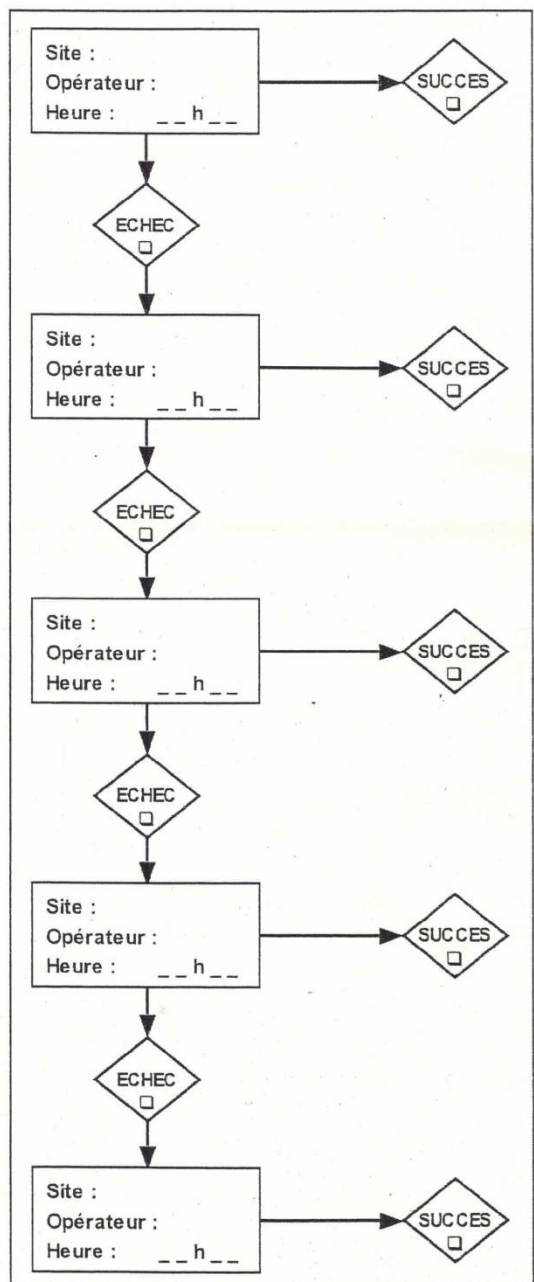 Site :
Opérateur :
Heure : _ _ h _ _
SUCCES
❏
ECHEC
❏
Site :
Opérateur :
Heure : _ _ h _ _
SUCCES
❏
ECHEC
❏
Site :
Opérateur :
Heure : _ _ h _ _
SUCCES
❏
ECHEC
❏
Site :
Opérateur :
Heure : _ _ h _ _
SUCCES
❏
ECHEC
❏
Site :
Opérateur :
Heure : _ _ h _ _
SUCCES
❏